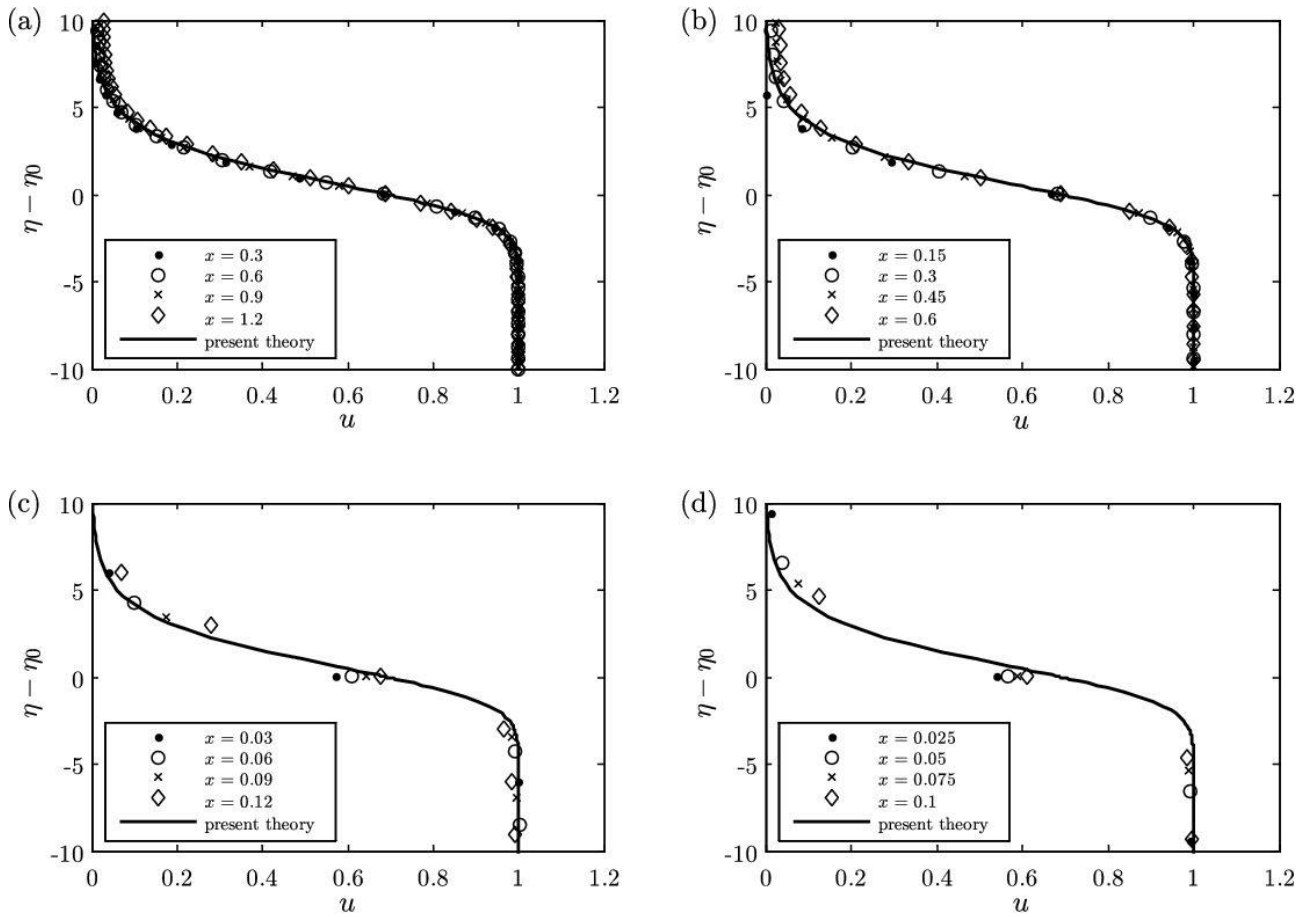 (a)
10
5
0
-5
-10
η − η0
x = 0.3
x = 0.6
x = 0.9
x = 1.2
present theory
0 0.2 0.4 0.6 0.8 1 1.2
u
(b)
10
5
0
-5
-10
η − η0
x = 0.15
x = 0.3
x = 0.45
x = 0.6
present theory
0 0.2 0.4 0.6 0.8 1 1.2
u
(c)
10
5
0
-5
-10
η − η0
x = 0.03
x = 0.06
x = 0.09
x = 0.12
present theory
0 0.2 0.4 0.6 0.8 1 1.2
u
(d)
10
5
0
-5
-10
η − η0
x = 0.025
x = 0.05
x = 0.075
x = 0.1
present theory
0 0.2 0.4 0.6 0.8 1 1.2
u